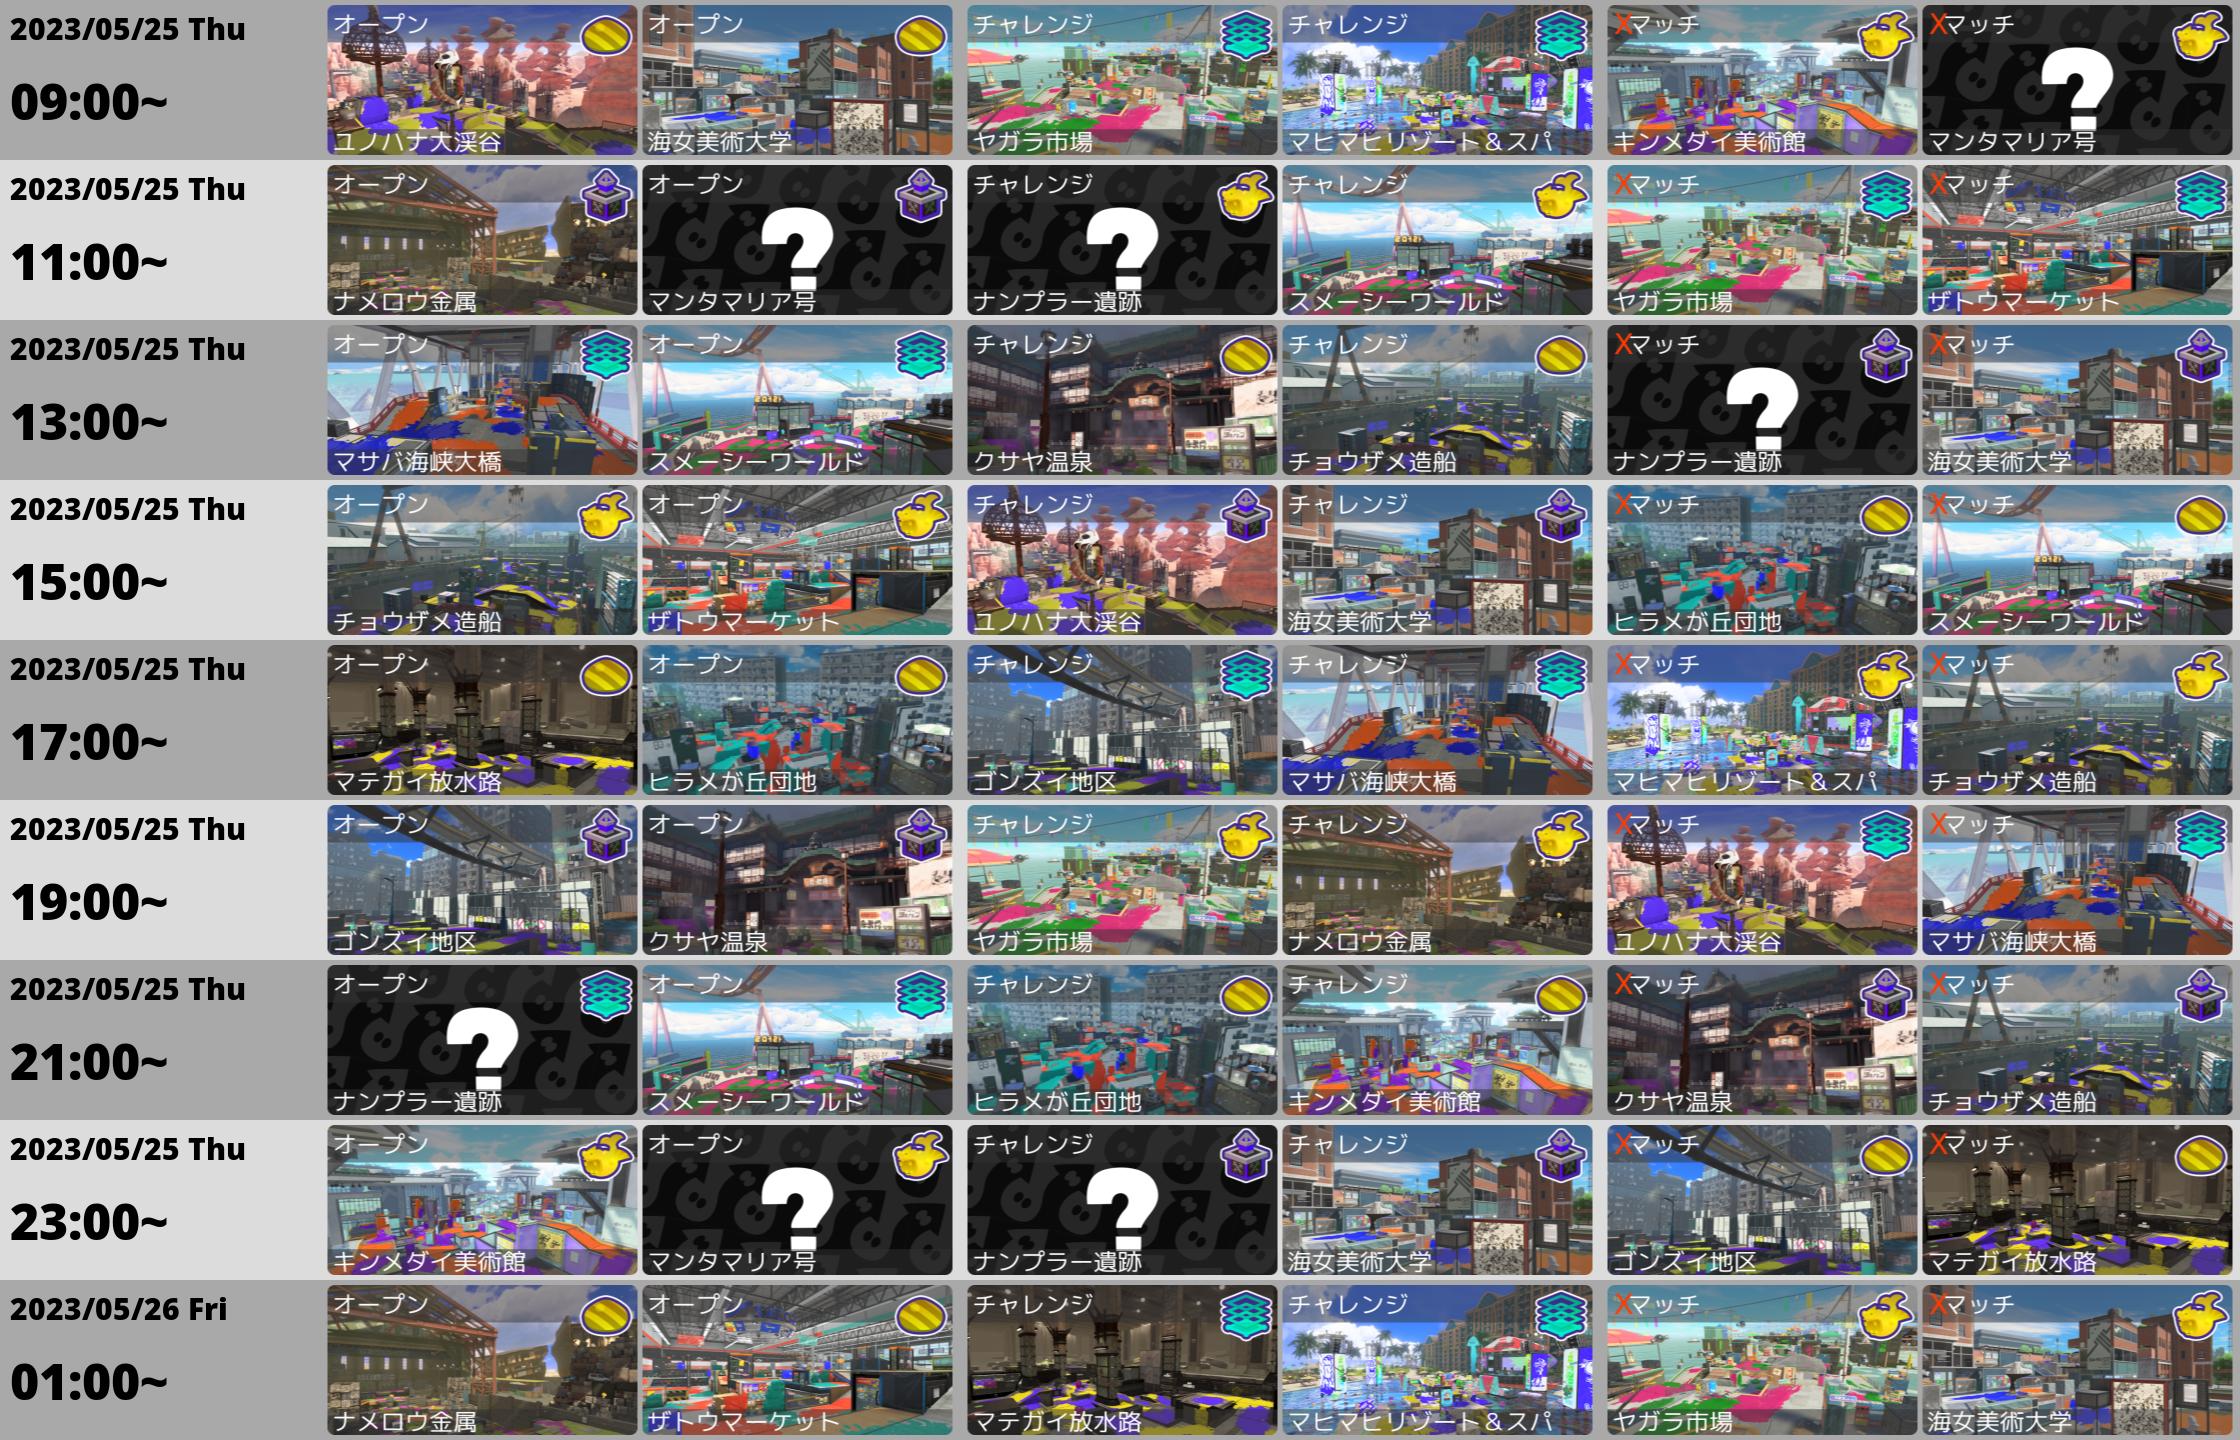 2023/05/25 Thu
09:00~
オープン
ユノハナ大渓谷
オープン
海女美術大学
チャレンジ
ヤガラ市場
チャレンジ
マヒマヒリゾート＆スパ
Xマッチ
キンメダイ美術館
Xマッチ
マンタマリア号
2023/05/25 Thu
11:00~
オープン
ナメロウ金属
オープン
マンタマリア号
チャレンジ
ナンプラー遺跡
チャレンジ
スメーシーワールド
Xマッチ
ヤガラ市場
Xマッチ
ザトウマーケット
2023/05/25 Thu
13:00~
オープン
マサバ海峡大橋
オープン
スメーシーワールド
チャレンジ
クサヤ温泉
チャレンジ
チョウザメ造船
Xマッチ
ナンプラー遺跡
Xマッチ
海女美術大学
2023/05/25 Thu
15:00~
オープン
チョウザメ造船
オープン
ザトウマーケット
チャレンジ
ユノハナ大渓谷
チャレンジ
海女美術大学
Xマッチ
ヒラメが丘団地
Xマッチ
スメーシーワールド
2023/05/25 Thu
17:00~
オープン
マテガイ放水路
オープン
ヒラメが丘団地
チャレンジ
ゴンズイ地区
チャレンジ
マサバ海峡大橋
Xマッチ
マヒマヒリゾート＆スパ
Xマッチ
チョウザメ造船
2023/05/25 Thu
19:00~
オープン
ゴンズイ地区
オープン
クサヤ温泉
チャレンジ
ヤガラ市場
チャレンジ
ナメロウ金属
Xマッチ
ユノハナ大渓谷
Xマッチ
マサバ海峡大橋
2023/05/25 Thu
21:00~
オープン
ナンプラー遺跡
オープン
スメーシーワールド
チャレンジ
ヒラメが丘団地
チャレンジ
キンメダイ美術館
Xマッチ
クサヤ温泉
Xマッチ
チョウザメ造船
2023/05/25 Thu
23:00~
オープン
キンメダイ美術館
オープン
マンタマリア号
チャレンジ
ナンプラー遺跡
チャレンジ
海女美術大学
Xマッチ
ゴンズイ地区
Xマッチ
マテガイ放水路
2023/05/26 Fri
01:00~
オープン
ナメロウ金属
オープン
ザトウマーケット
チャレンジ
マテガイ放水路
チャレンジ
マヒマヒリゾート＆スパ
Xマッチ
ヤガラ市場
Xマッチ
海女美術大学